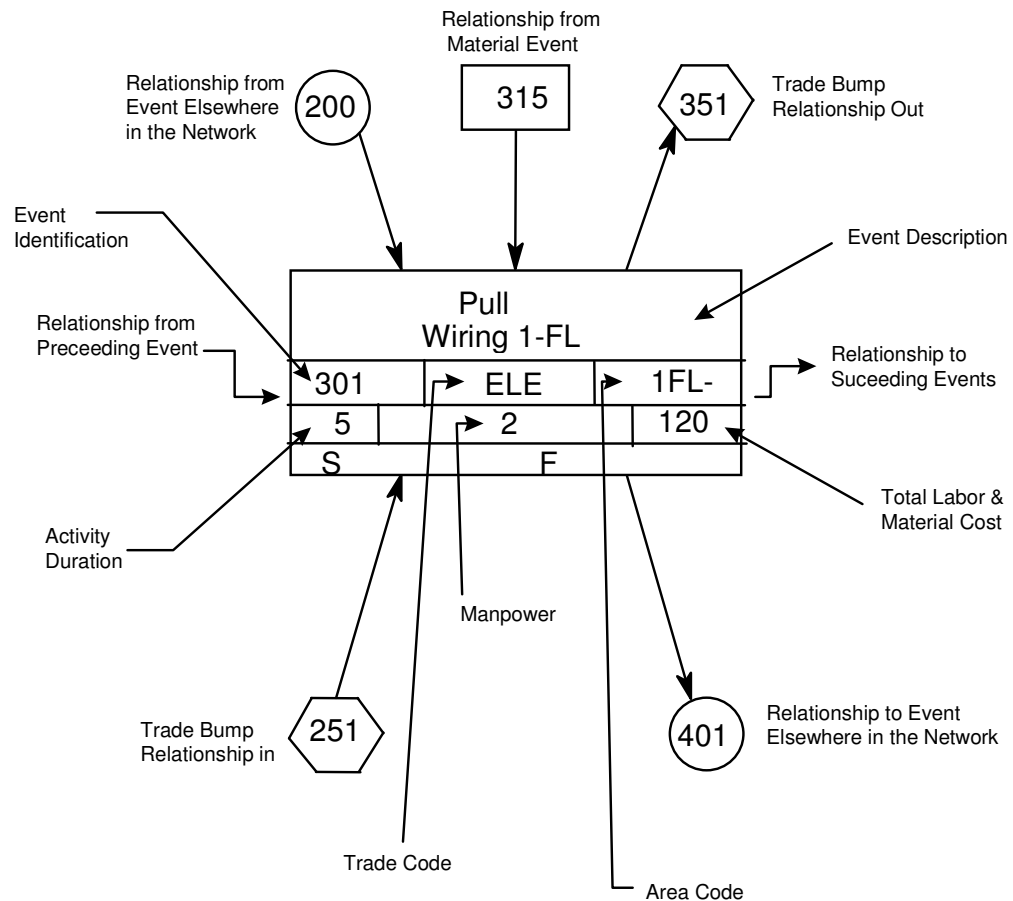 Relationship from
Material Event
315
Relationship from
Event Elsewhere
in the Network
200
351
Trade Bump
Relationship Out
Event
Identification
Event Description
Pull
Wiring 1-FL
Relationship from
Preceeding Event
301
ELE
1FL-
Relationship to
Suceeding Events
5
2
120
S
F
Activity
Duration
Total Labor &
Material Cost
Manpower
Trade Bump
Relationship in
251
401
Relationship to Event
Elsewhere in the Network
Trade Code
Area Code